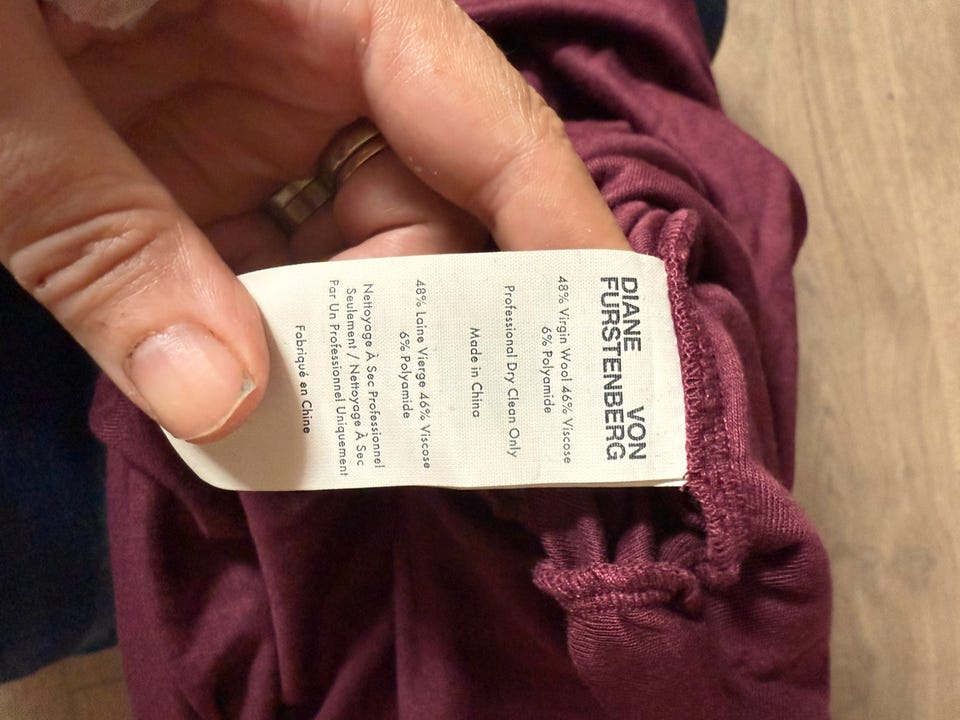 DIANE VON
FURSTENBERG
48% Virgin Wool 46% Viscose
6% Polyamide
Professional Dry Clean Only
Made in China
48% Laine Vierge 46% Viscose
6% Polyamide
Nettoyage À Sec Professionnel
Seulement / Nettoyage À Sec
Par Un Professionnel Uniquement
Fabriqué en Chine